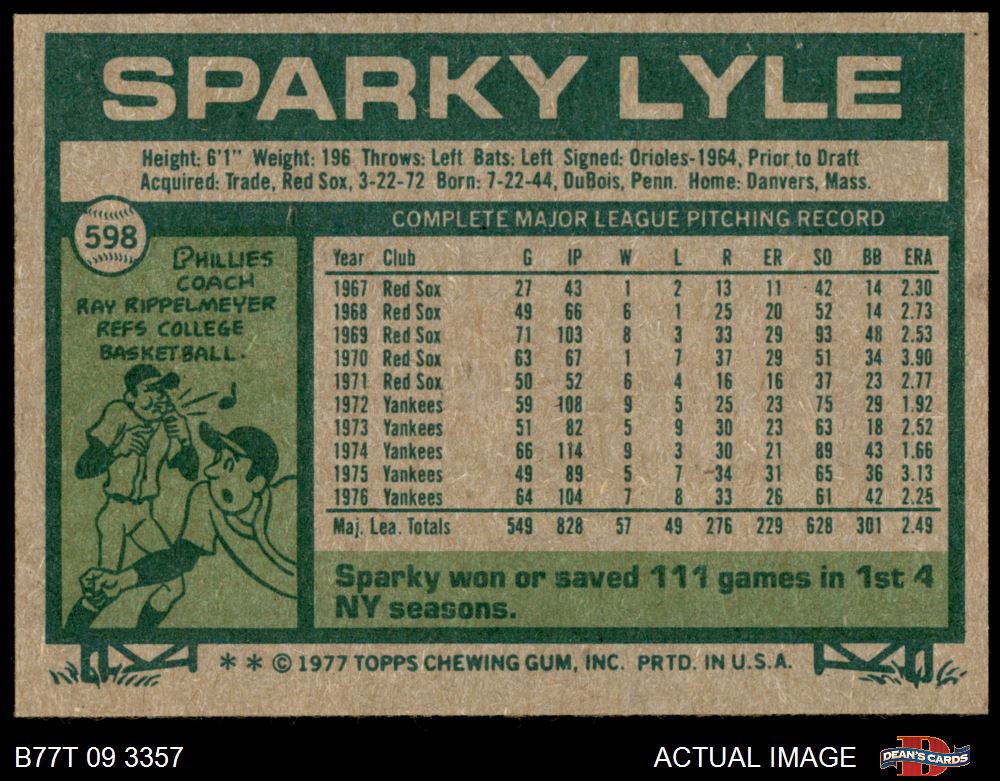 SPARKY LYLE
Height: 6'1" Weight: 196 Throws: Left Bats: Left Signed: Orioles-1964, Prior to Draft
Acquired: Trade, Red Sox, 3-22-72 Born: 7-22-44, DuBois, Penn. Home: Danvers, Mass.
598
PHILLIES
COACH
RAY RIPPELMEYER
REFS COLLEGE
BASKETBALL.
COMPLETE MAJOR LEAGUE PITCHING RECORD
Year Club G IP W L R ER SO BB ERA
1967 Red Sox 27 43 1 2 13 11 42 14 2.30
1968 Red Sox 49 66 6 1 25 20 52 14 2.73
1969 Red Sox 71 103 8 3 33 29 93 48 2.53
1970 Red Sox 63 67 1 7 37 29 51 34 3.90
1971 Red Sox 50 52 6 4 16 16 37 23 2.77
1972 Yankees 59 108 9 5 25 23 75 29 1.92
1973 Yankees 51 82 5 9 30 23 63 18 2.52
1974 Yankees 66 114 9 3 30 21 89 43 1.66
1975 Yankees 49 89 5 7 34 31 65 36 3.13
1976 Yankees 64 104 7 8 33 26 61 42 2.25
Maj. Lea. Totals 549 828 57 49 276 229 628 301 2.49
Sparky won or saved 111 games in 1st 4
NY seasons.
* * © 1977 TOPPS CHEWING GUM, INC. PRTD. IN U.S.A.
B77T 09 3357
ACTUAL IMAGE
DEAN'S CARDS